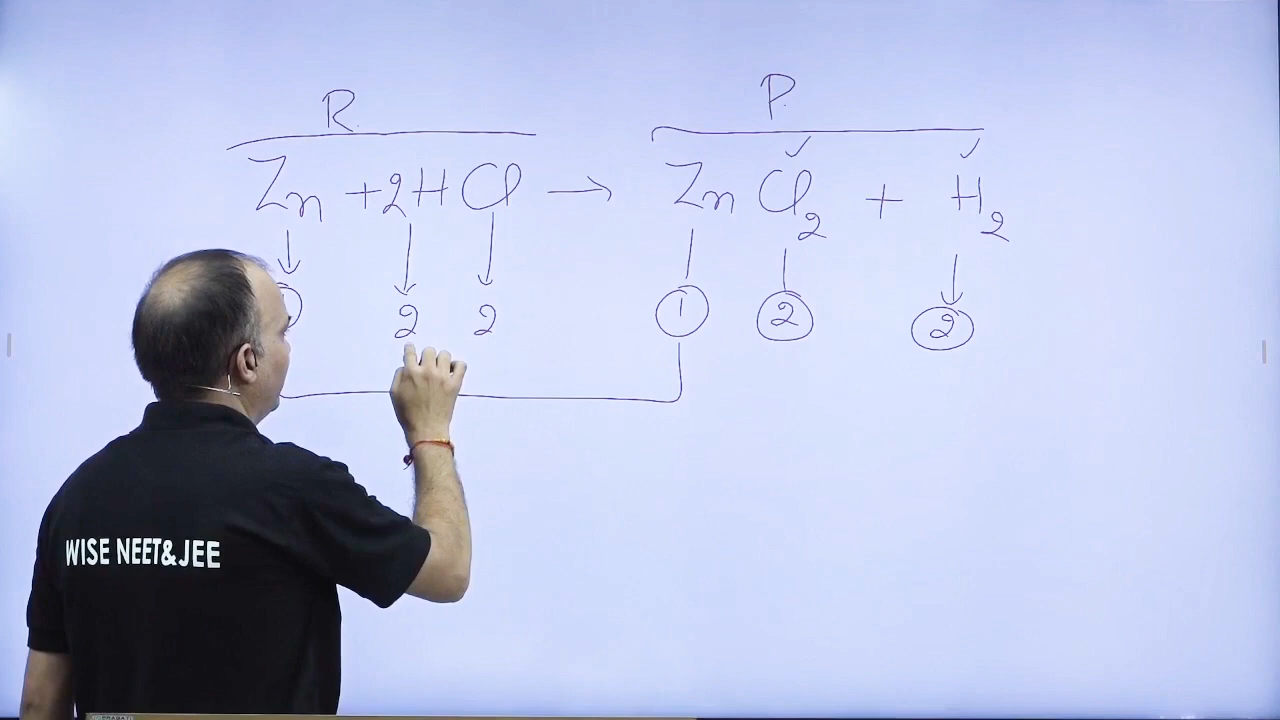 R. P.
Zn + 2HCl → ZnCl₂ + H₂
2 2 1 2 2
WISE NEET&JEE